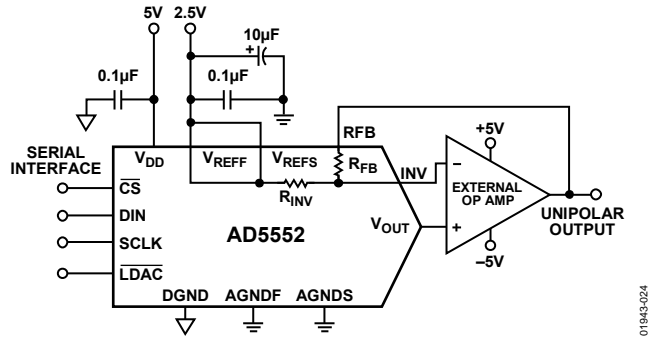 5V 2.5V
10µF
+
0.1µF 0.1µF
RFB
+5V
SERIAL
INTERFACE
VDD VREFF VREFS RFB INV
–
CS
RINV
EXTERNAL
OP AMP
DIN
UNIPOLAR
OUTPUT
SCLK
AD5552
VOUT
+
LDAC
–5V
DGND AGNDF AGNDS
01943-024